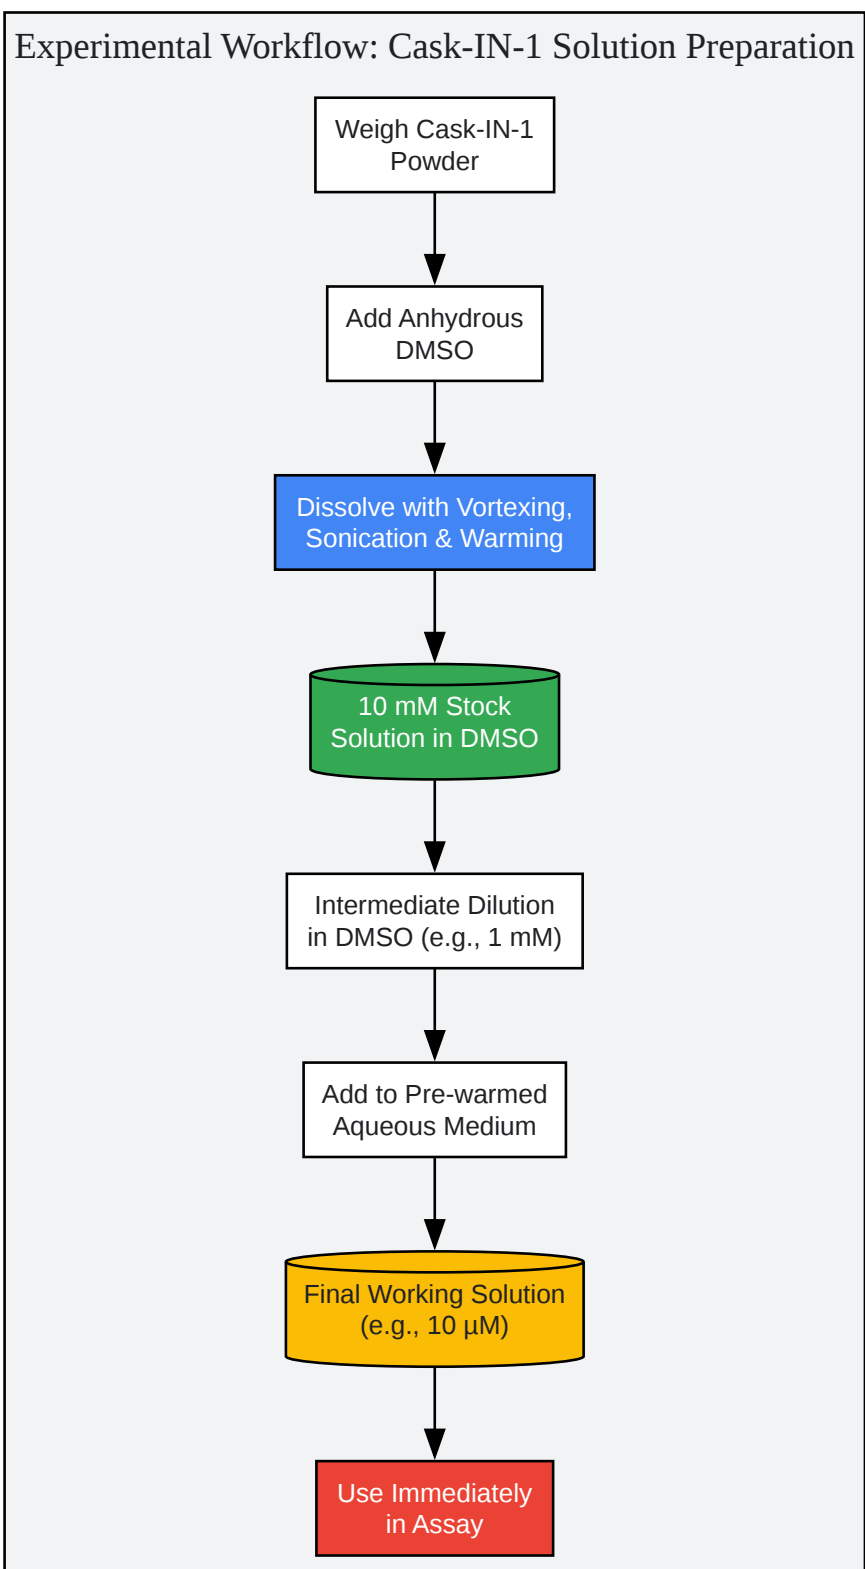 Experimental Workflow: Cask-IN-1 Solution Preparation
Weigh Cask-IN-1
Powder
Add Anhydrous
DMSO
Dissolve with Vortexing,
Sonication & Warming
10 mM Stock
Solution in DMSO
Intermediate Dilution
in DMSO (e.g., 1 mM)
Add to Pre-warmed
Aqueous Medium
Final Working Solution
(e.g., 10 µM)
Use Immediately
in Assay